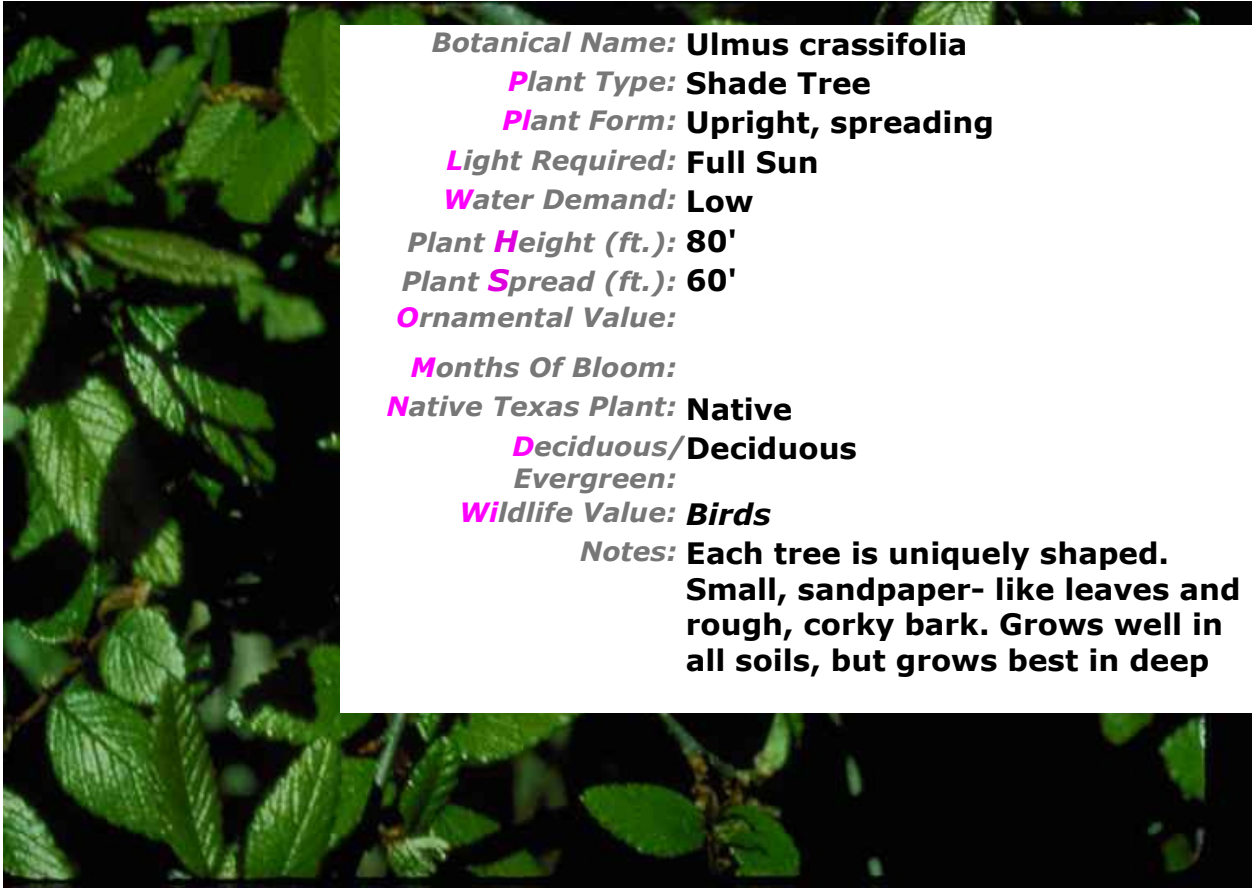 Botanical Name: Ulmus crassifolia
Plant Type: Shade Tree
Plant Form: Upright, spreading
Light Required: Full Sun
Water Demand: Low
Plant Height (ft.): 80'
Plant Spread (ft.): 60'
Ornamental Value:
Months Of Bloom:
Native Texas Plant: Native
Deciduous/ Deciduous
Evergreen:
Wildlife Value: Birds
Notes: Each tree is uniquely shaped.
Small, sandpaper- like leaves and
rough, corky bark. Grows well in
all soils, but grows best in deep